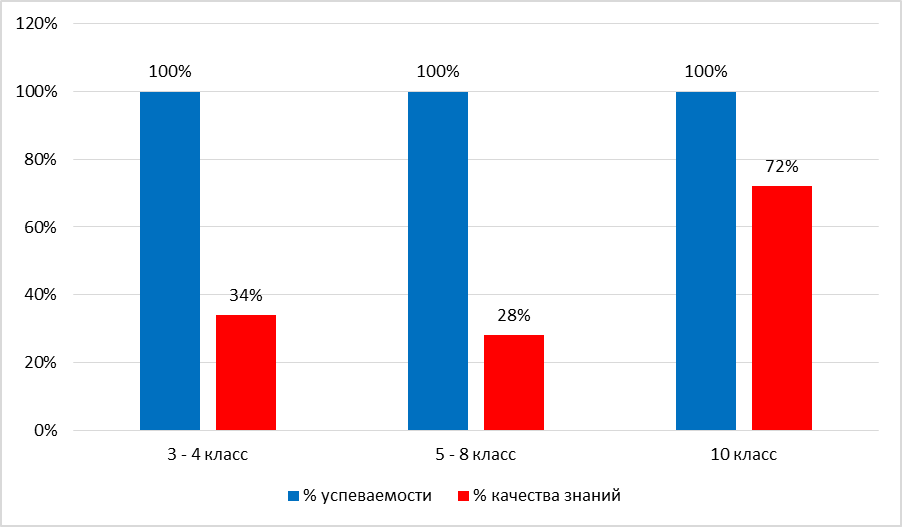 120%
100%
80%
60%
40%
20%
0%
100%
34%
100%
28%
100%
72%
3 - 4 класс
5 - 8 класс
10 класс
% успеваемости
% качества знаний